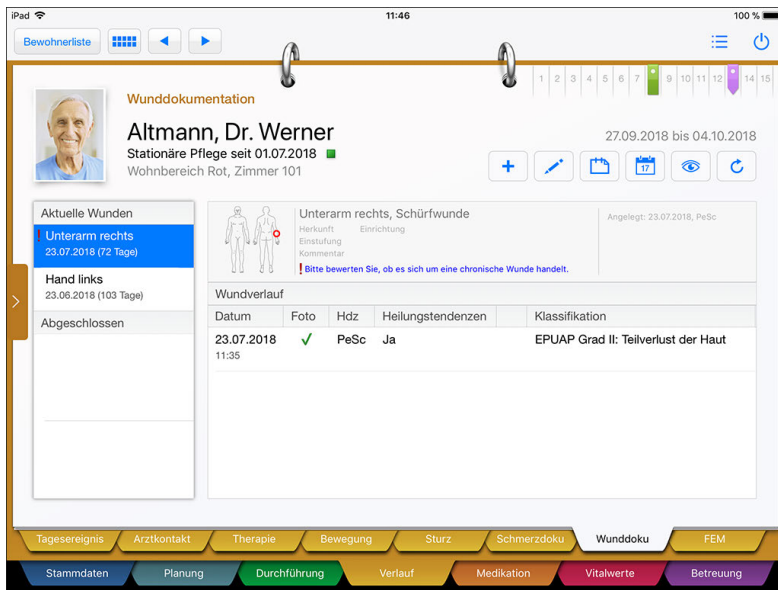 iPad 11:46 100 %
Bewohnerliste
1 2 3 4 5 6 7 9 10 11 12 14 15
Wunddokumentation
Altmann, Dr. Werner
Stationäre Pflege seit 01.07.2018
Wohnbereich Rot, Zimmer 101
27.09.2018 bis 04.10.2018
17
Aktuelle Wunden
! Unterarm rechts
23.07.2018 (72 Tage)
Hand links
23.06.2018 (103 Tage)
Abgeschlossen
Unterarm rechts, Schürfwunde
Herkunft Einrichtung
Einstufung
Kommentar
! Bitte bewerten Sie, ob es sich um eine chronische Wunde handelt.
Angelegt: 23.07.2018, PeSc
Wundverlauf
Datum Foto Hdz Heilungstendenzen Klassifikation
23.07.2018 PeSc Ja EPUAP Grad II: Teilverlust der Haut
11:35
Tagesereignis Arztkontakt Therapie Bewegung Sturz Schmerzdoku Wunddoku FEM
Stammdaten Planung Durchführung Verlauf Medikation Vitalwerte Betreuung